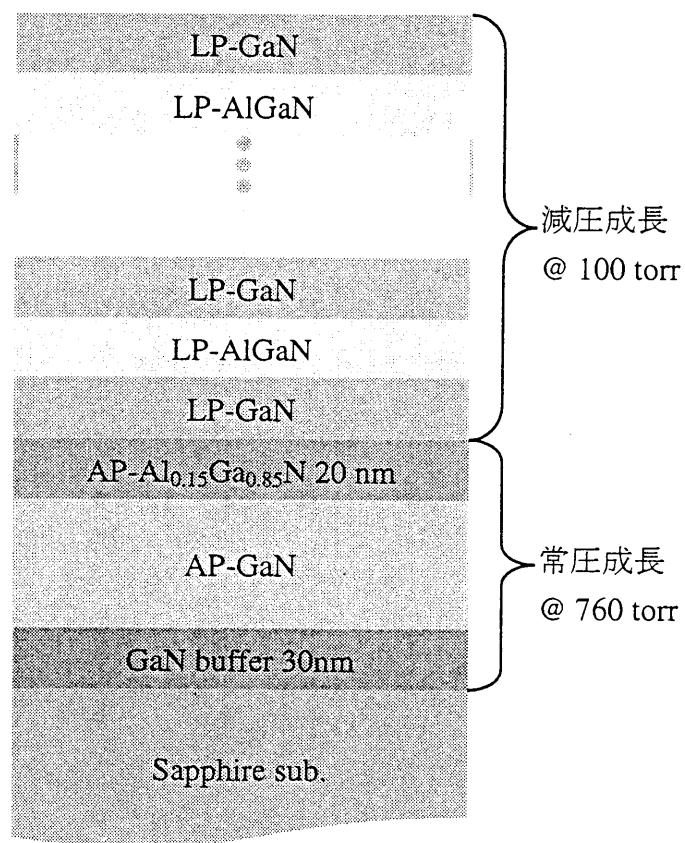 LP-GaN
LP-AlGaN
LP-GaN
LP-AlGaN
LP-GaN
減圧成長
@ 100 torr
AP-Al0.15Ga0.85N 20 nm
AP-GaN
GaN buffer 30nm
常圧成長
@ 760 torr
Sapphire sub.